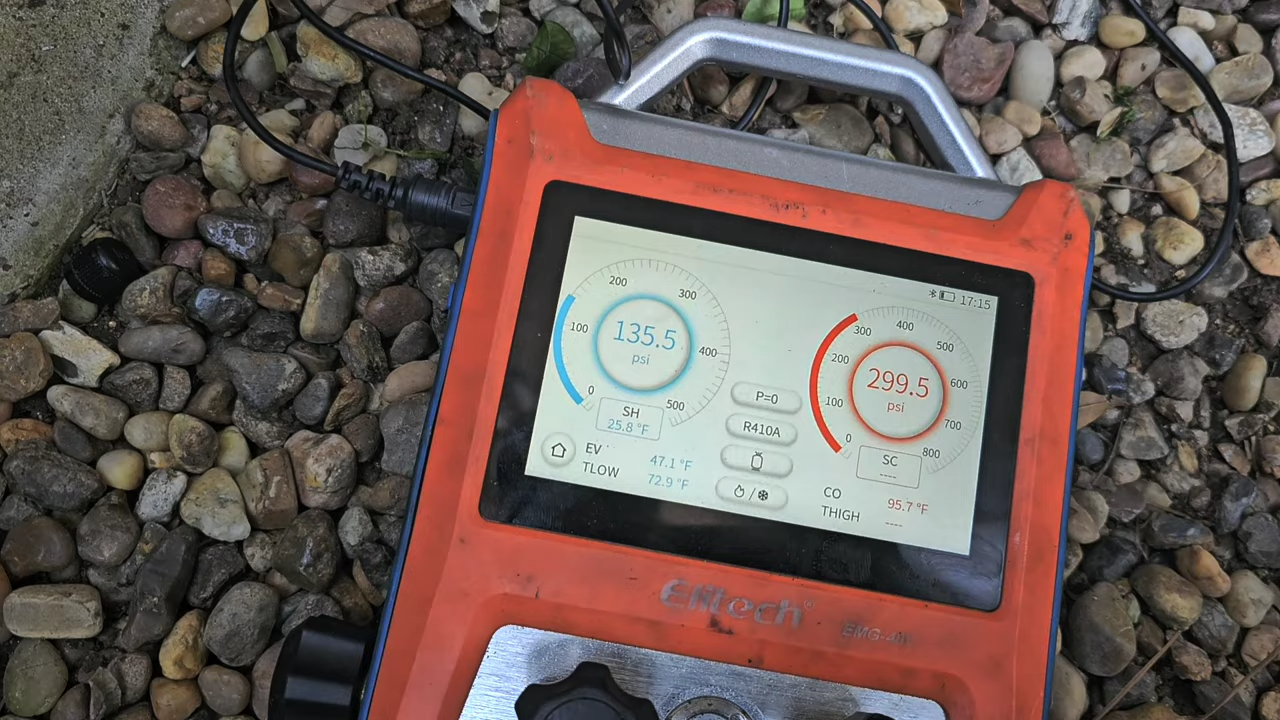 17:15
0
100
200
300
400
500
135.5
psi
SH
25.8 °F
EV
47.1 °F
TLOW
72.9 °F
P=0
R410A
0
100
200
300
400
500
600
700
800
299.5
psi
SC
----
CO
95.7 °F
THIGH
----
Elitech®